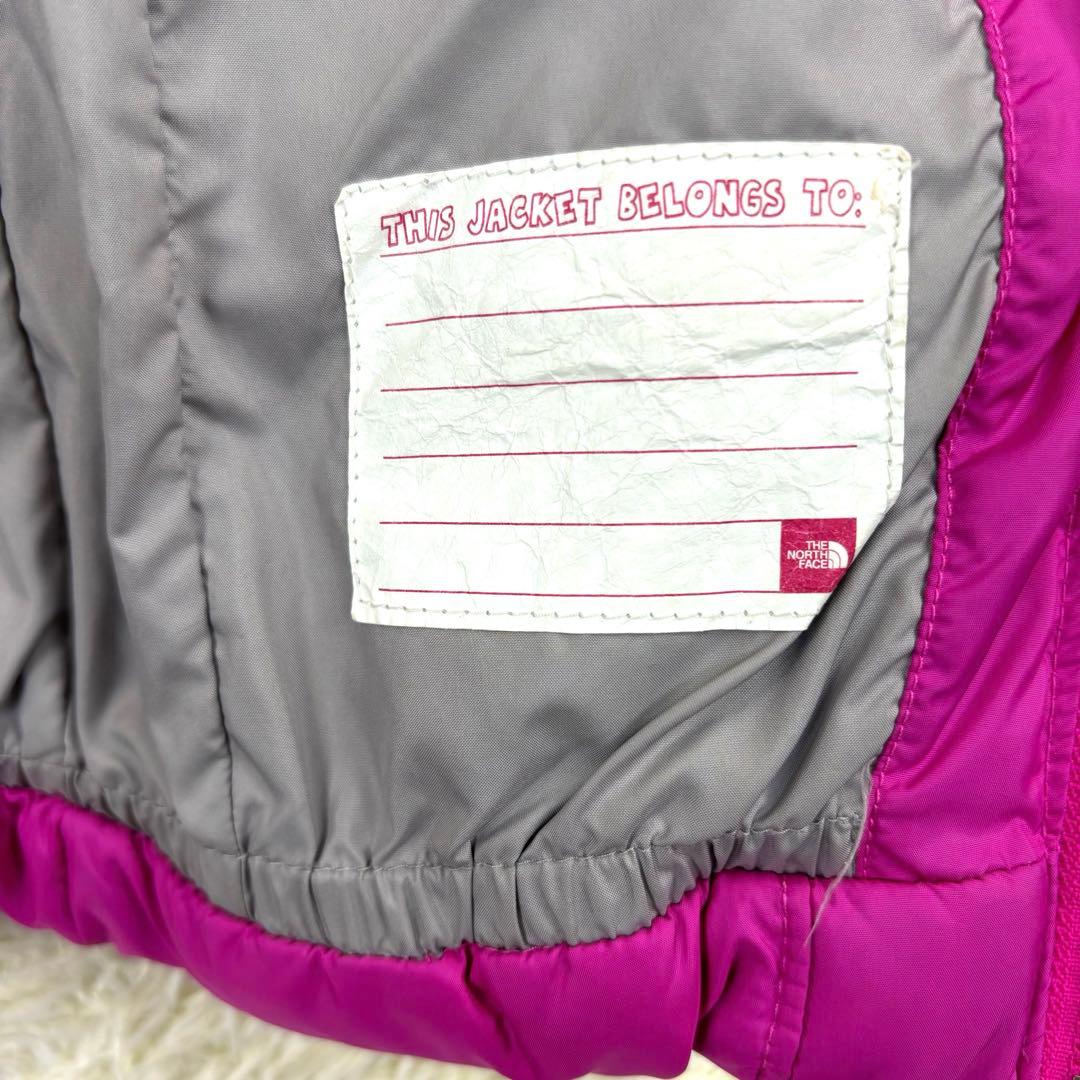 THIS JACKET BELONGS TO:
THE
NORTH
FACE